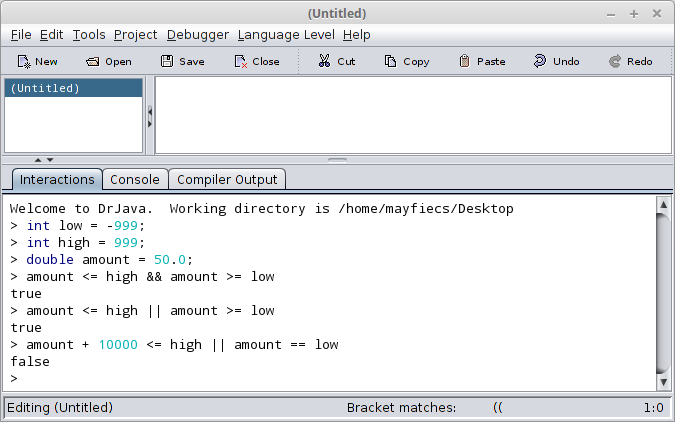 (Untitled)
File Edit Tools Project Debugger Language Level Help
New Open Save Close Cut Copy Paste Undo Redo
(Untitled)
Interactions Console Compiler Output
Welcome to DrJava.  Working directory is /home/mayfiecs/Desktop
> int low = -999;
> int high = 999;
> double amount = 50.0;
> amount <= high && amount >= low
true
> amount <= high || amount >= low
true
> amount + 10000 <= high || amount == low
false
>
Editing (Untitled) Bracket matches: (( 1:0